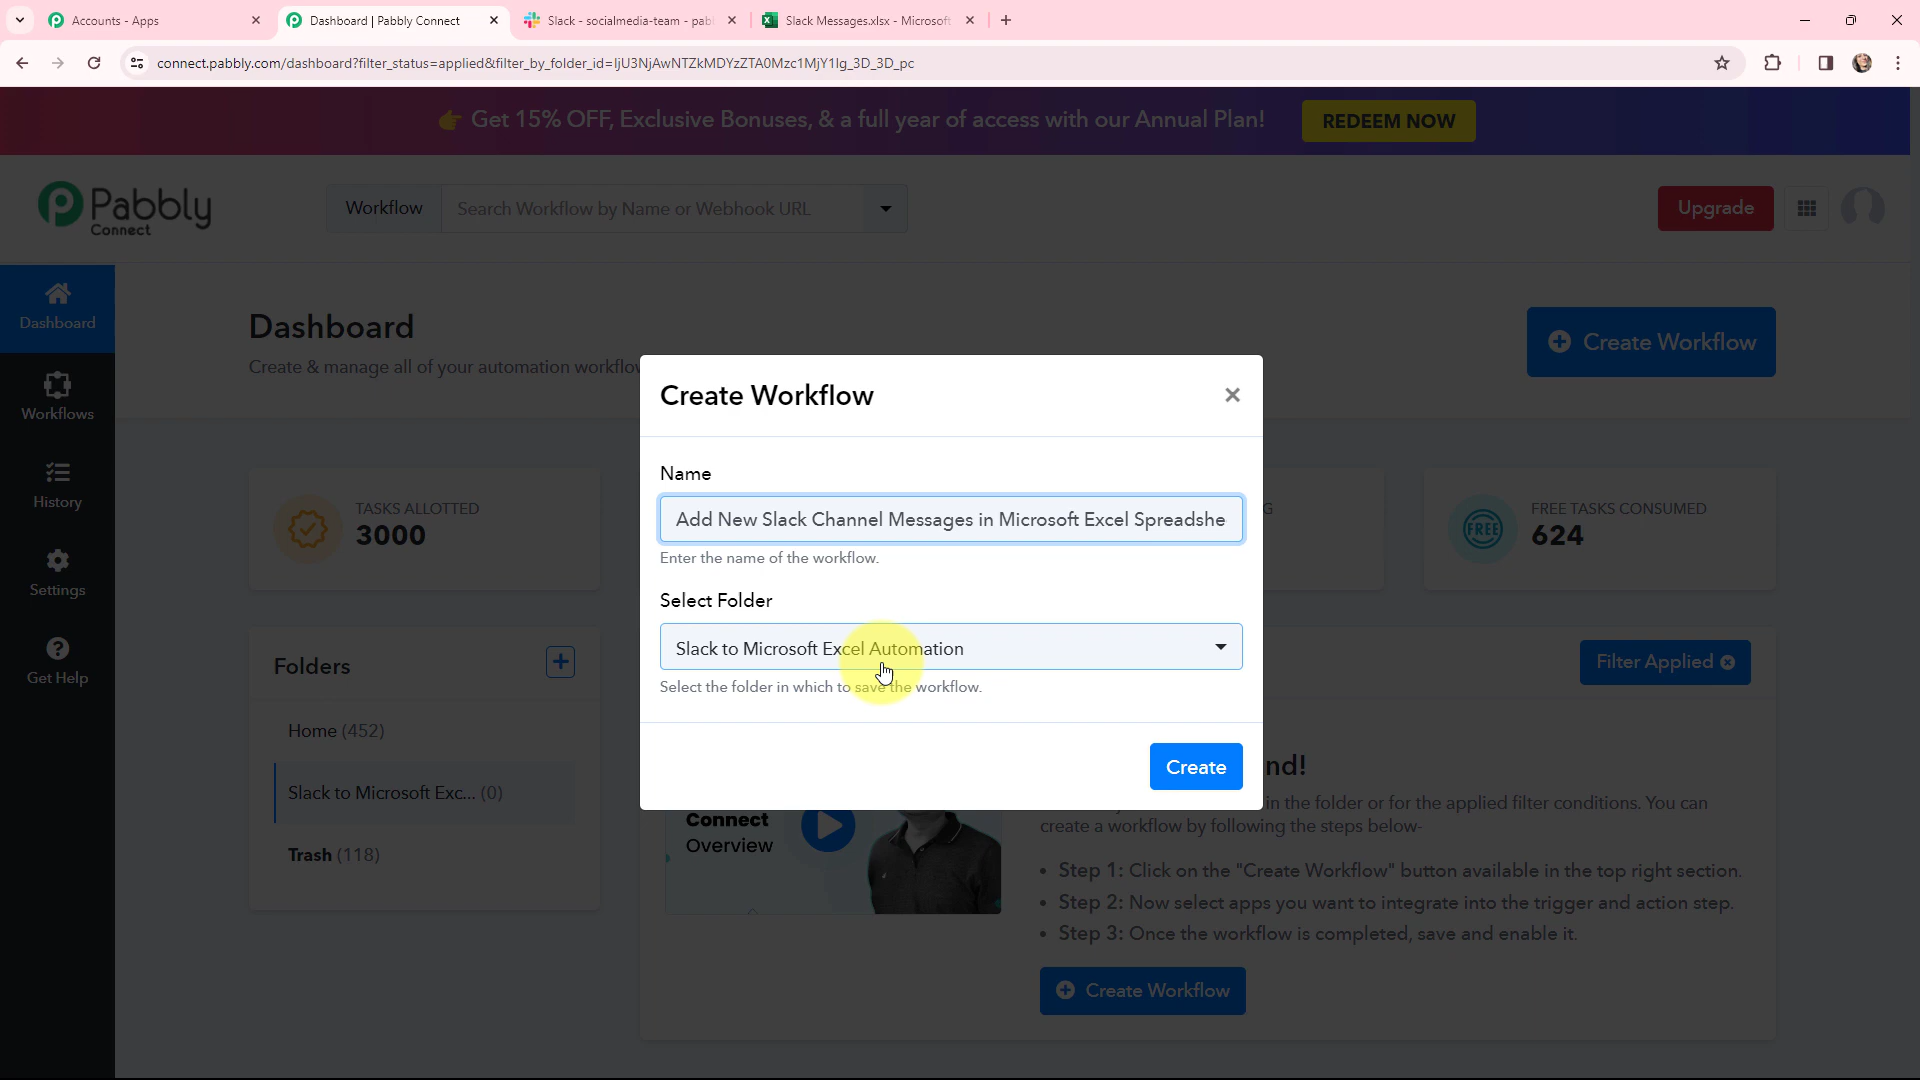 Accounts - Apps
Dashboard | Pabbly Connect
Slack - socialmedia-team - pab
Slack Messages.xlsx - Microsoft
connect.pabbly.com/dashboard?filter_status=applied&filter_by_folder_id=IjU3NjAwNTZkMDYzZTA0Mzc1MjY1Ig_3D_3D_pc
👉 Get 15% OFF, Exclusive Bonuses, & a full year of access with our Annual Plan!
REDEEM NOW
Pabbly
Connect
Workflow
Search Workflow by Name or Webhook URL
Upgrade
Dashboard
Workflows
History
Settings
Get Help
Dashboard
Create & manage all of your automation workflow
Create Workflow
TASKS ALLOTTED
3000
G
FREE
FREE TASKS CONSUMED
624
Create Workflow
Name
Add New Slack Channel Messages in Microsoft Excel Spreadshe
Enter the name of the workflow.
Select Folder
Slack to Microsoft Excel Automation
Select the folder in which to save the workflow.
Create
Folders
Home (452)
Slack to Microsoft Exc... (0)
Trash (118)
Filter Applied
Connect
Overview
nd!
in the folder or for the applied filter conditions. You can
create a workflow by following the steps below-
• Step 1: Click on the "Create Workflow" button available in the top right section.
• Step 2: Now select apps you want to integrate into the trigger and action step.
• Step 3: Once the workflow is completed, save and enable it.
Create Workflow